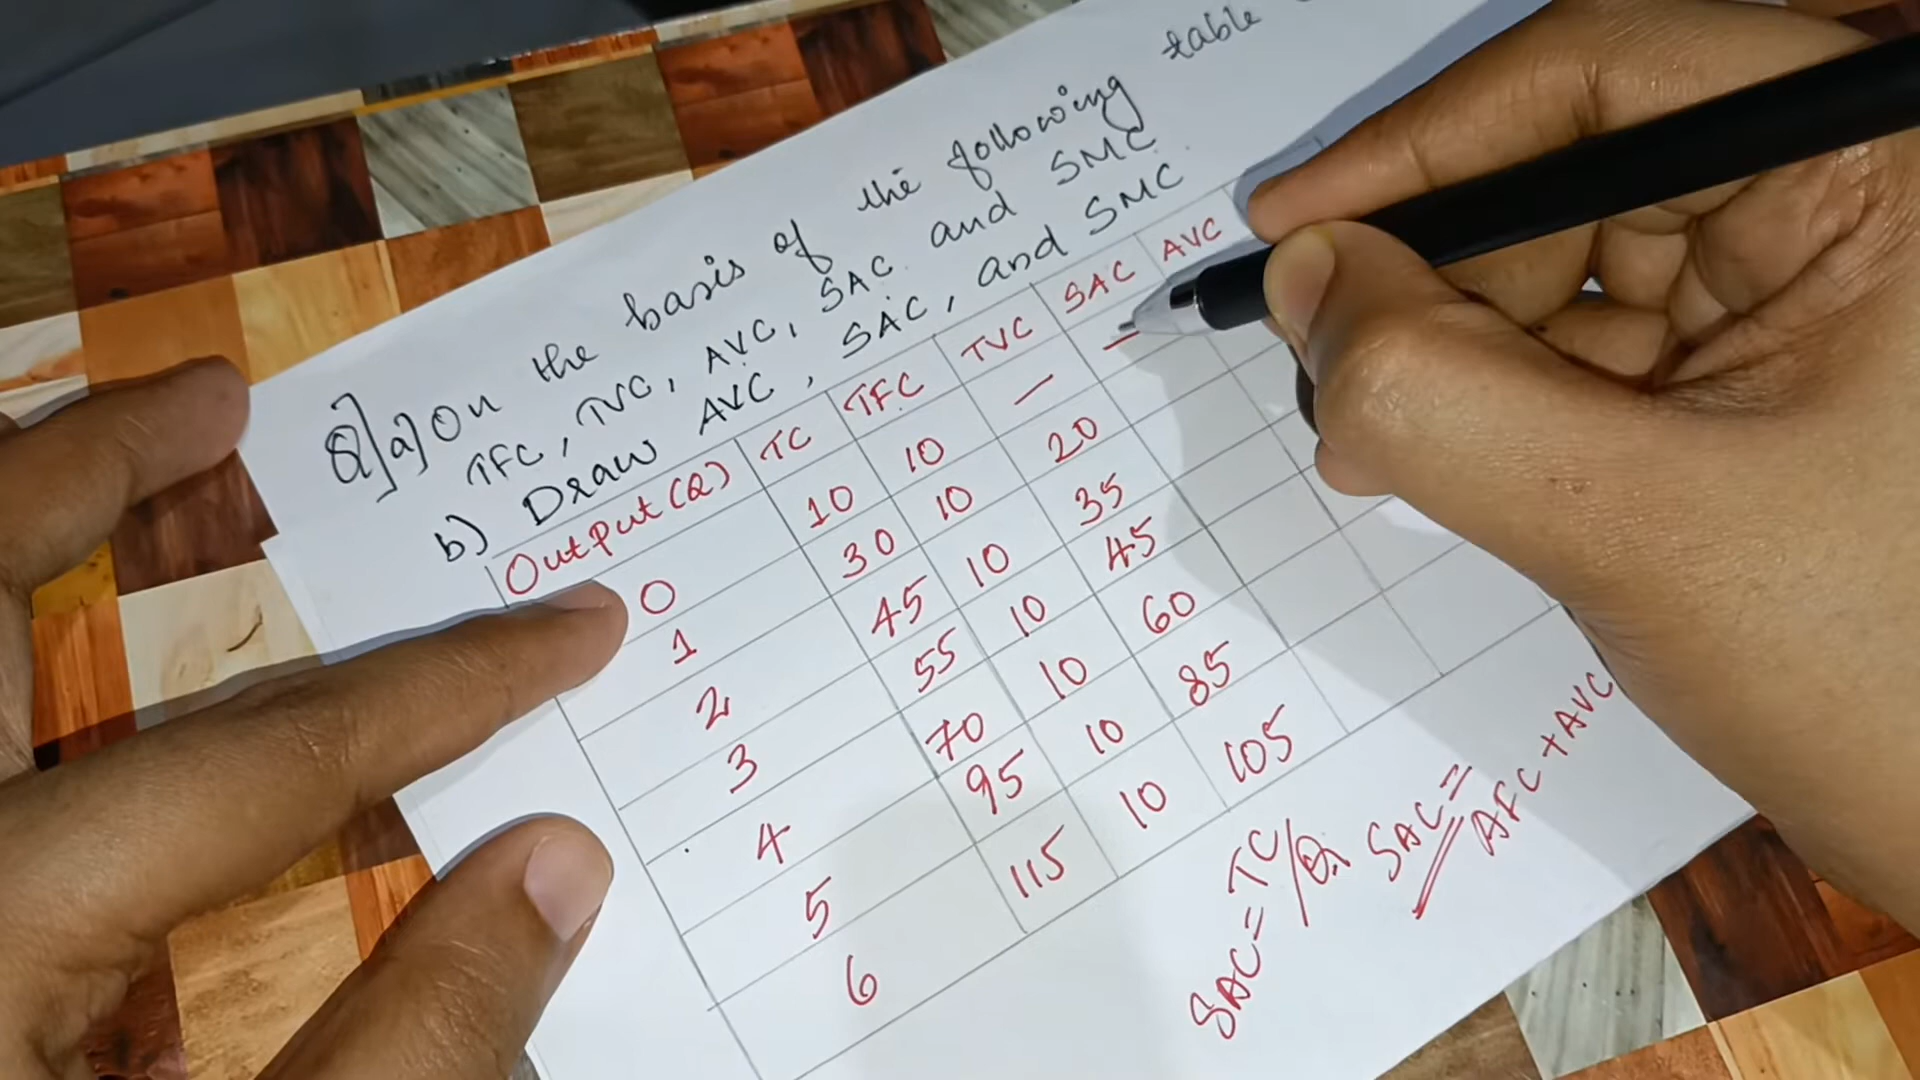 Q]a) On the basis of the following table
TFC, TVC, AVC, SAC and SMC
b) Draw AVC, SAC, and SMC
Output(Q) TC TFC TVC SAC AVC
0 10 10 — —
1 30 10 20
2 45 10 35
3 55 10 45
4 70 10 60
5 95 10 85
6 115 10 105
SAC = TC/Q
SAC =
AFC + AVC